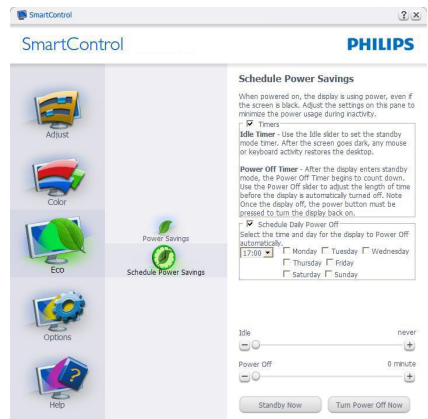 SmartControl
SmartControl
PHILIPS
Adjust
Color
Eco
Options
Help
Power Savings
Schedule Power Savings
Schedule Power Savings
When powered on, the display is using power, even if
the screen is black. Adjust the settings on this pane to
minimize the power usage during inactivity.
Timers
Idle Timer - Use the Idle slider to set the standby
mode timer. After the screen goes dark, any mouse
or keyboard activity restores the desktop.
Power Off Timer - After the display enters standby
mode, the Power Off Timer begins to count down.
Use the Power Off slider to adjust the length of time
before the display is automatically turned off. Note
Once the display off, the power button must be
pressed to turn the display back on.
Schedule Daily Power Off
Select the time and day for the display to Power Off
automatically.
17:00 Monday Tuesday Wednesday
Thursday Friday
Saturday Sunday
Idle never
Power Off 0 minute
Standby Now Turn Power Off Now